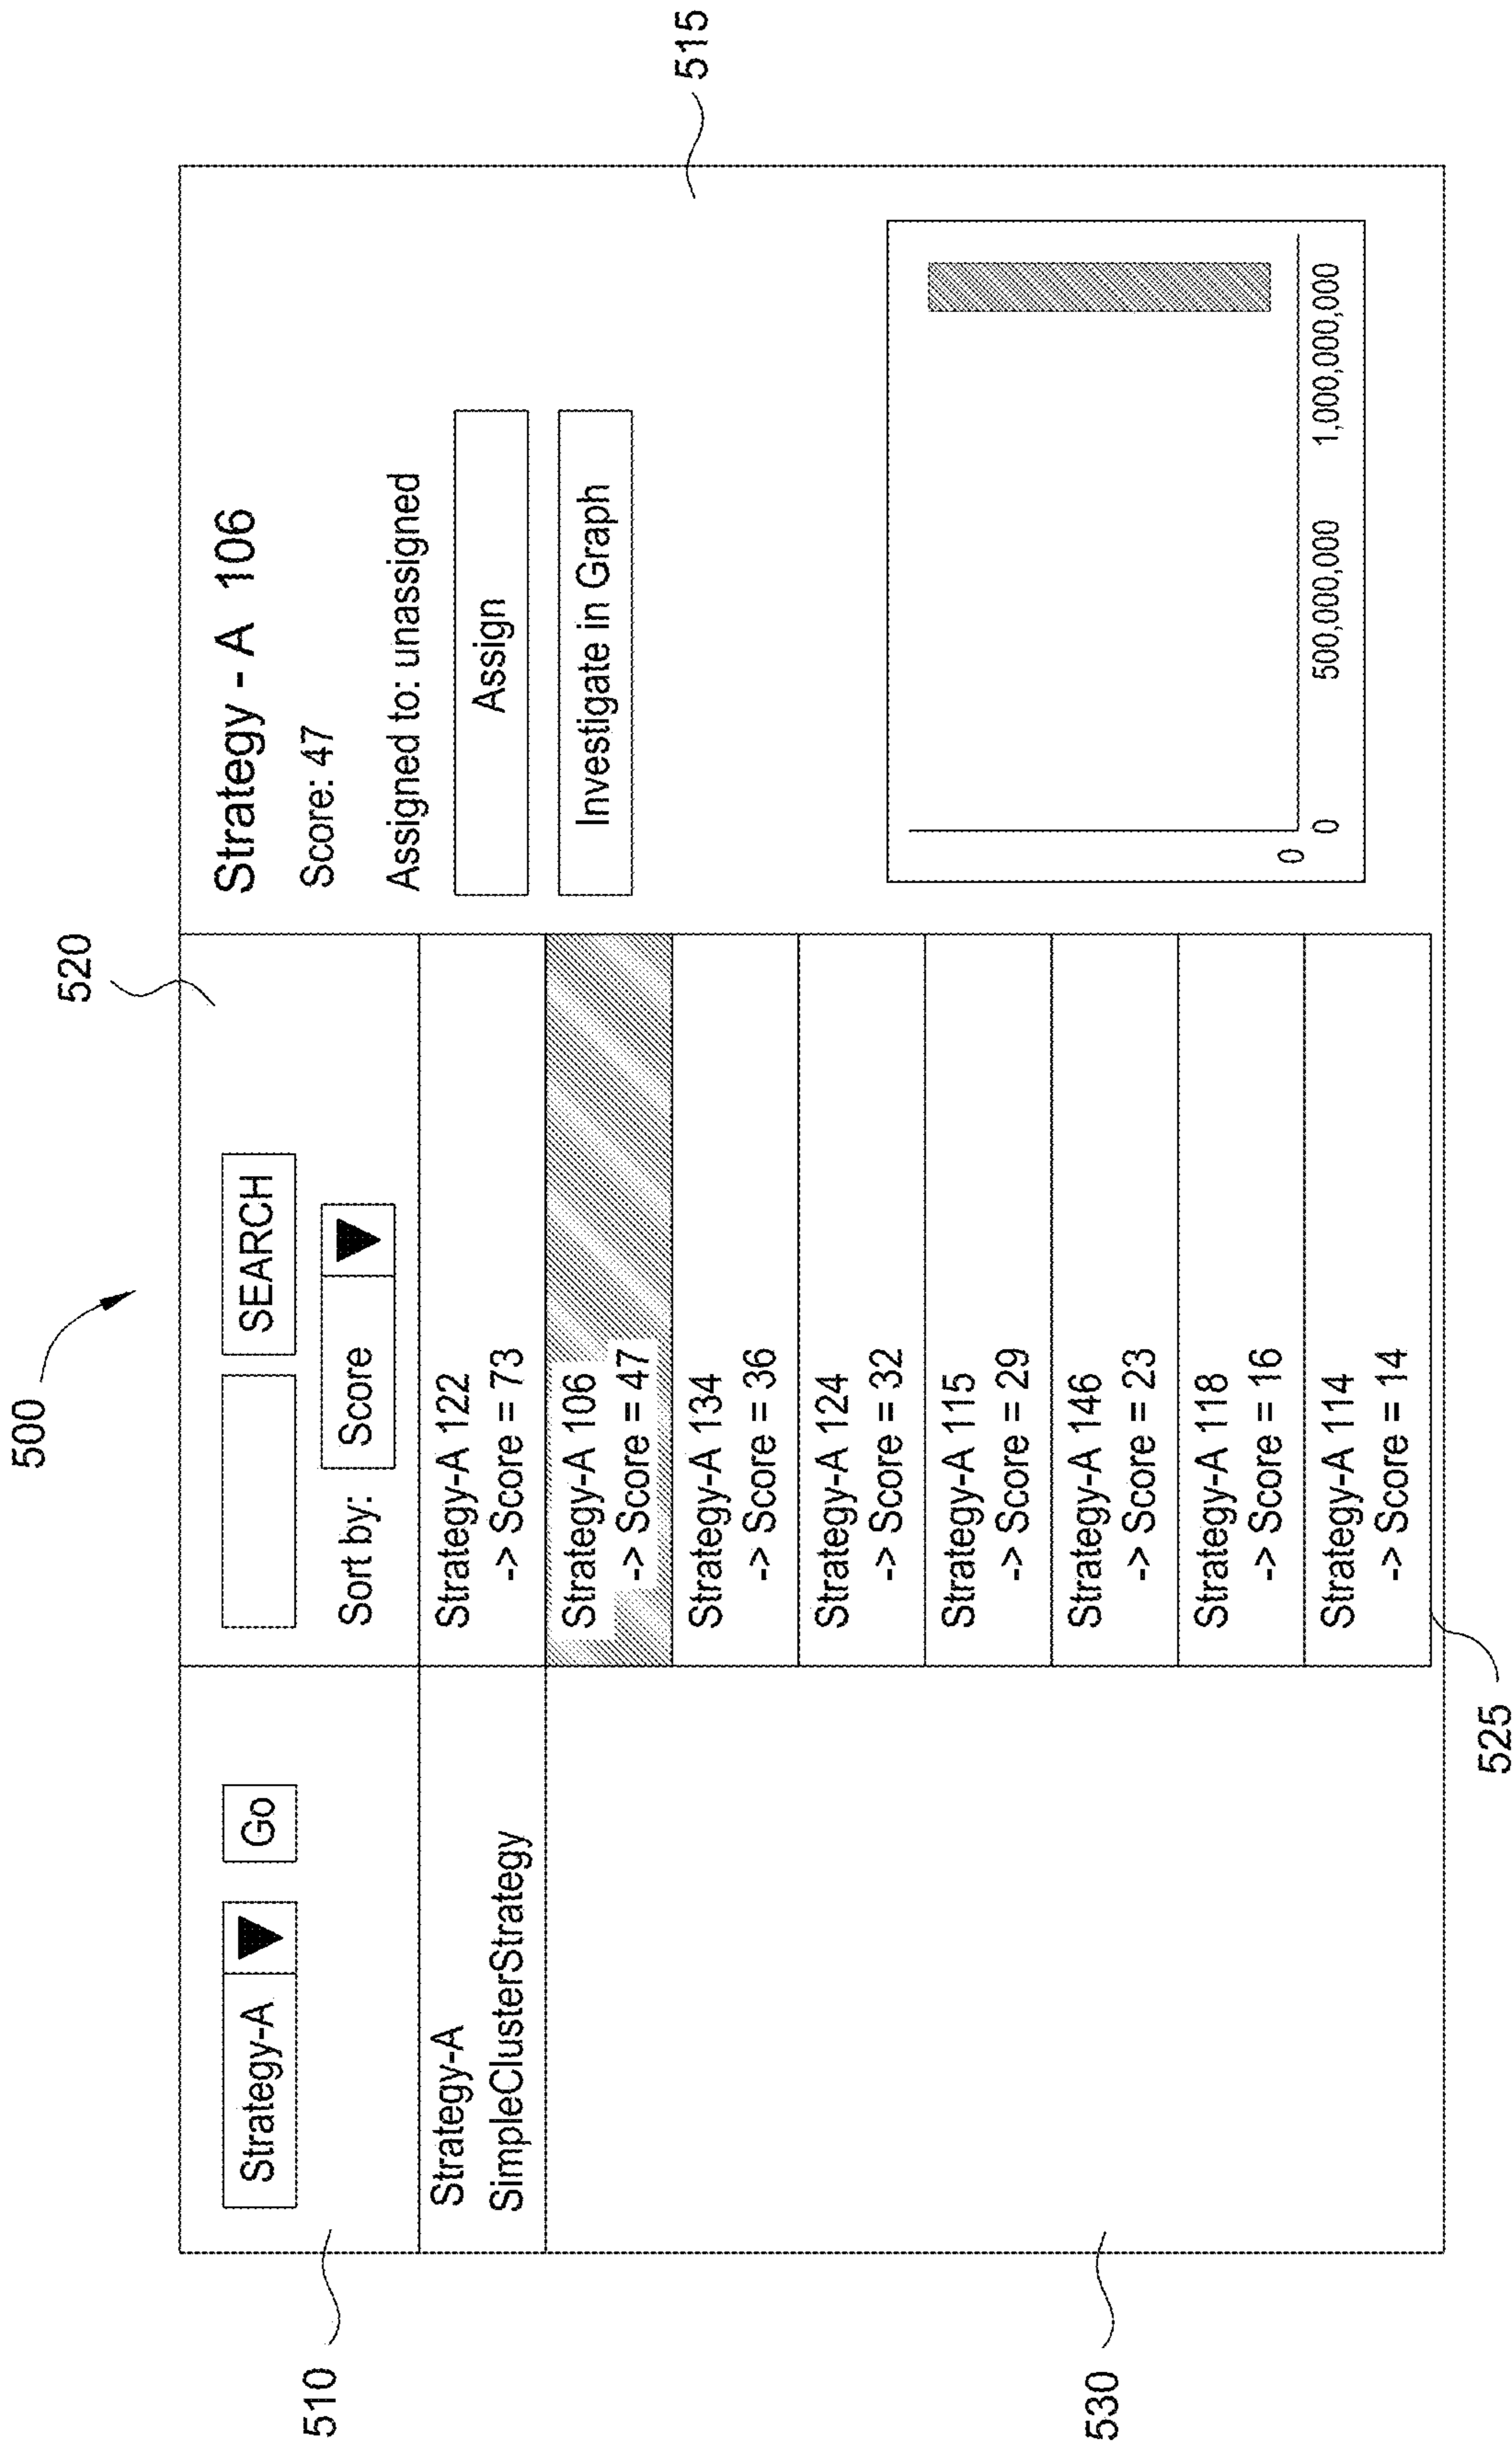 500
520
515
510
530
525
Strategy-A
Go
Strategy-A
SimpleClusterStrategy
SEARCH
Sort by: Score
Strategy-A 122
-> Score = 73
Strategy-A 106
-> Score = 47
Strategy-A 134
-> Score = 36
Strategy-A 124
-> Score = 32
Strategy-A 115
-> Score = 29
Strategy-A 146
-> Score = 23
Strategy-A 118
-> Score = 16
Strategy-A 114
-> Score = 14
Strategy - A 106
Score: 47
Assigned to: unassigned
Assign
Investigate in Graph
0
0 500,000,000 1,000,000,000